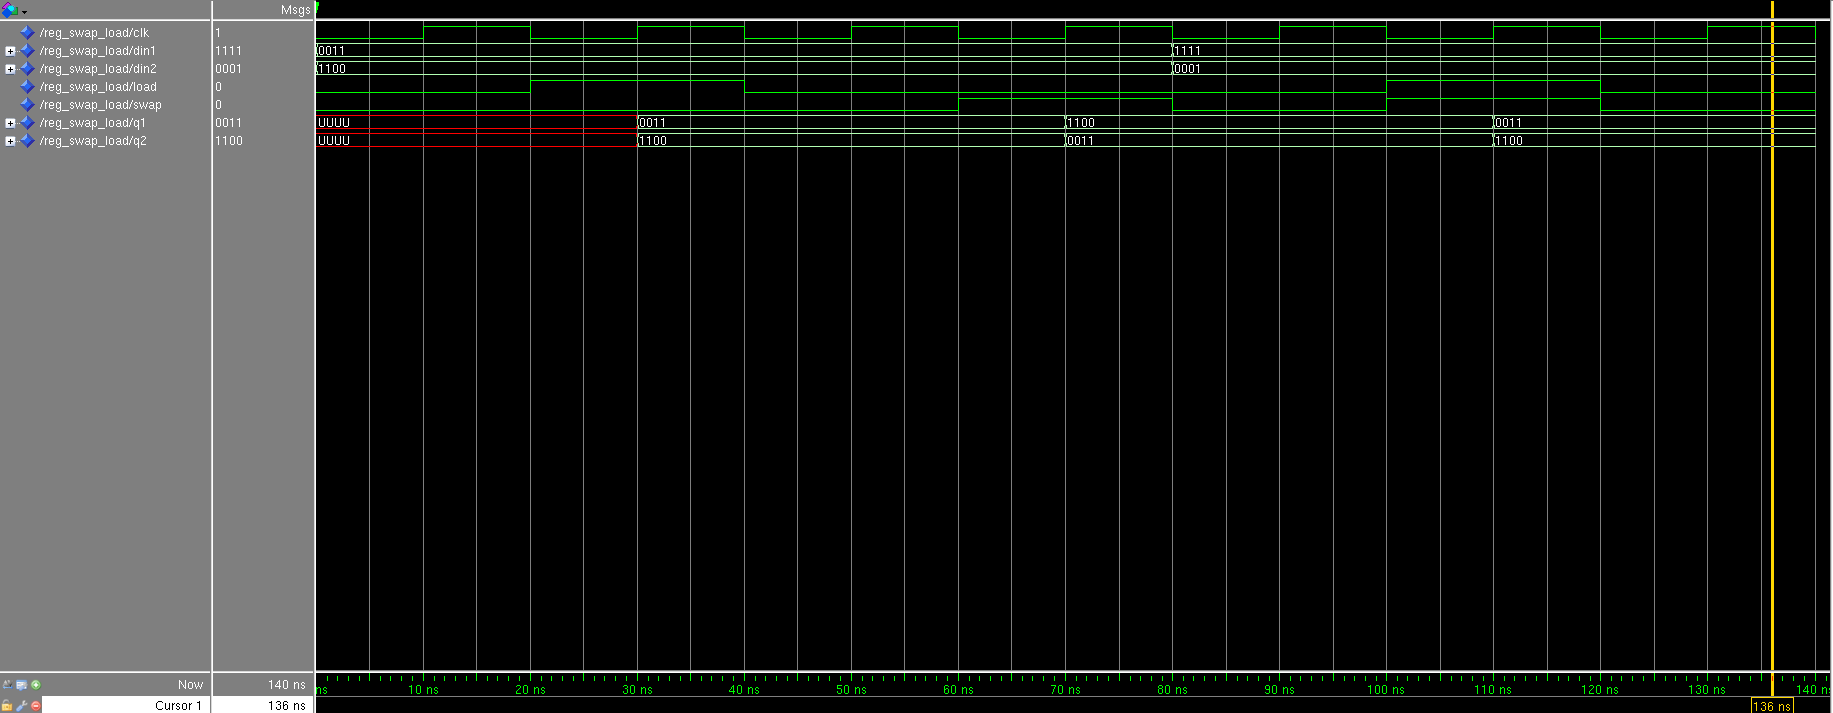 Msgs
/reg_swap_load/clk 1
/reg_swap_load/din1 1111 0011 1111
/reg_swap_load/din2 0001 1100 0001
/reg_swap_load/load 0
/reg_swap_load/swap 0
/reg_swap_load/q1 0011 UUUU 0011 1100 0011
/reg_swap_load/q2 1100 UUUU 1100 0011 1100
Now 140 ns ns 10 ns 20 ns 30 ns 40 ns 50 ns 60 ns 70 ns 80 ns 90 ns 100 ns 110 ns 120 ns 130 ns 140 n
Cursor 1 136 ns 136 ns